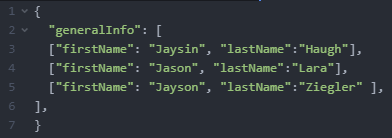 1 {
2 "generalInfo": [
3 ["firstName": "Jaysin", "lastName":"Haugh"],
4 ["firstName": "Jason", "lastName":"Lara"],
5 ["firstName": "Jayson", "lastName":"Ziegler" ],
6 ],
7 }